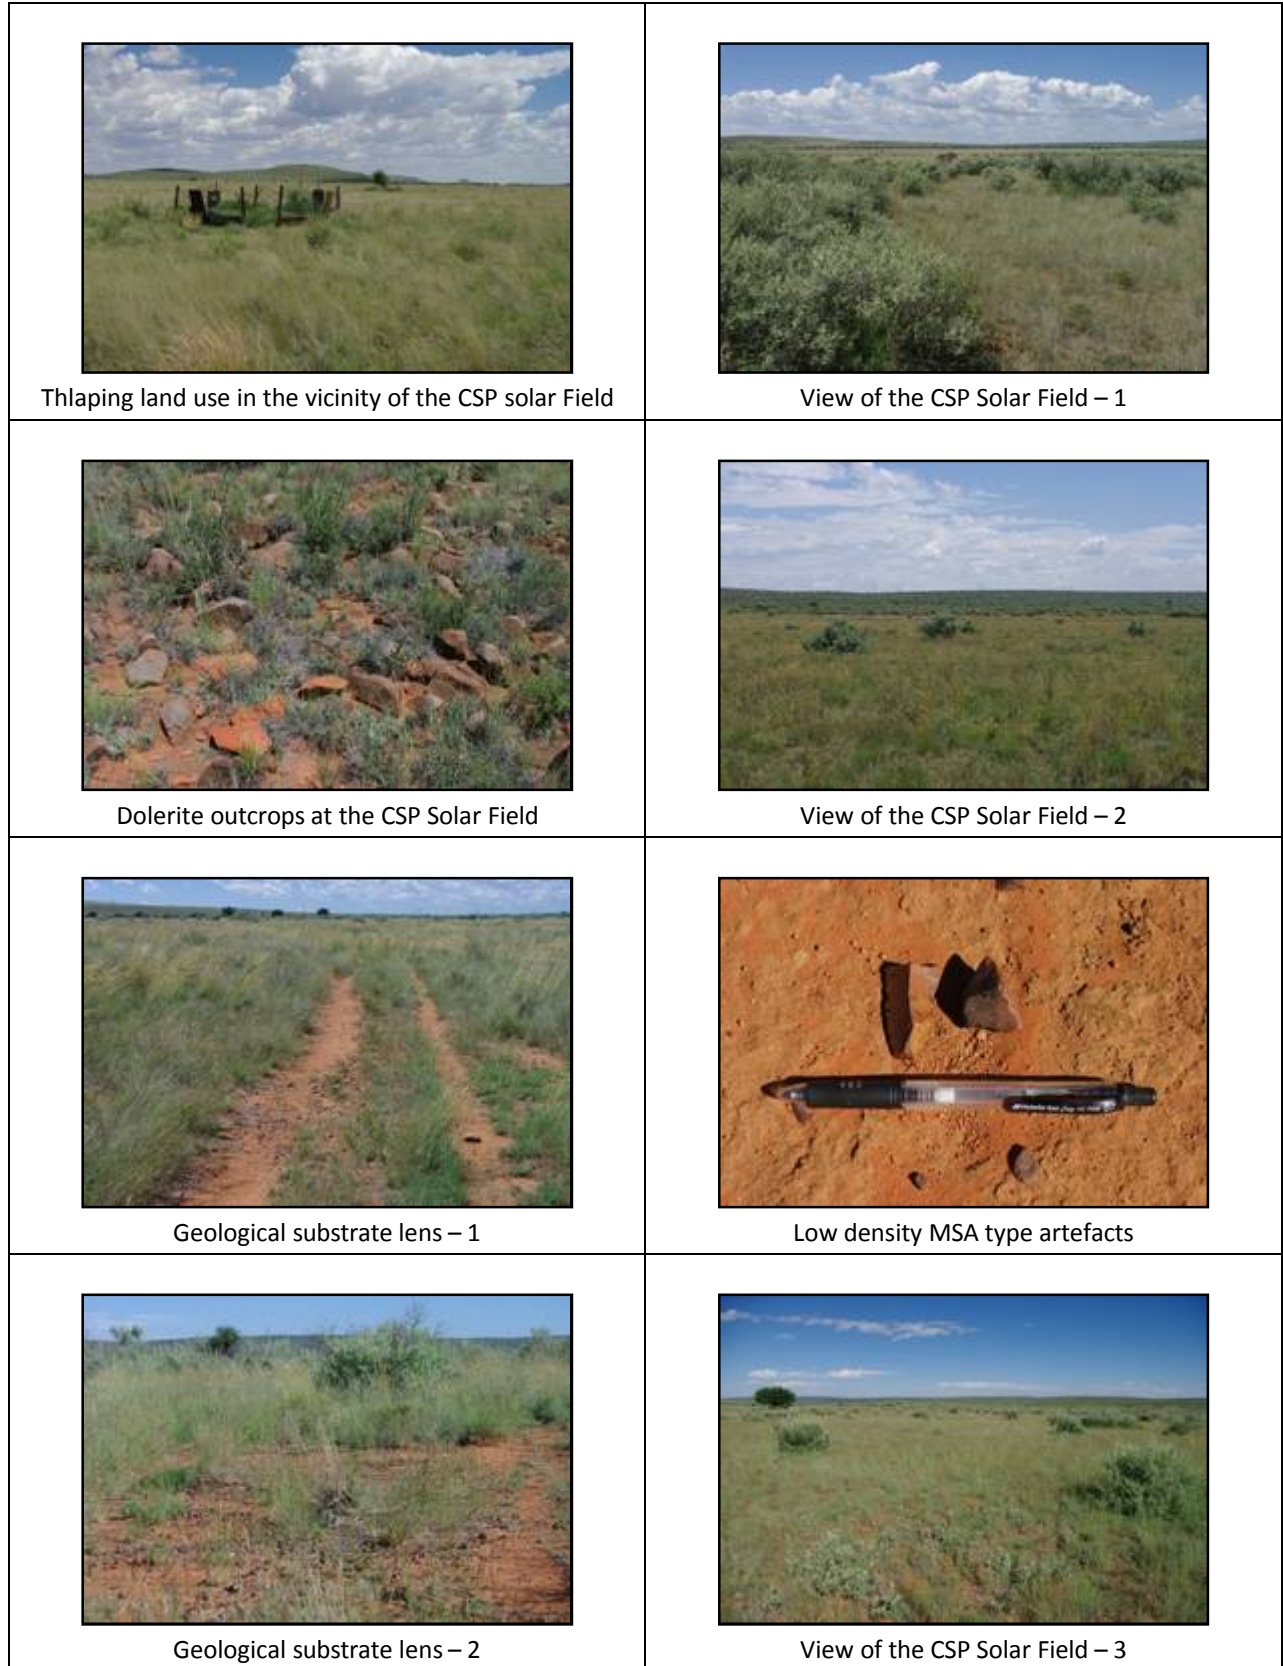 Thlaping land use in the vicinity of the CSP solar Field
View of the CSP Solar Field – 1
Dolerite outcrops at the CSP Solar Field
View of the CSP Solar Field – 2
Geological substrate lens – 1
Low density MSA type artefacts
Geological substrate lens – 2
View of the CSP Solar Field – 3